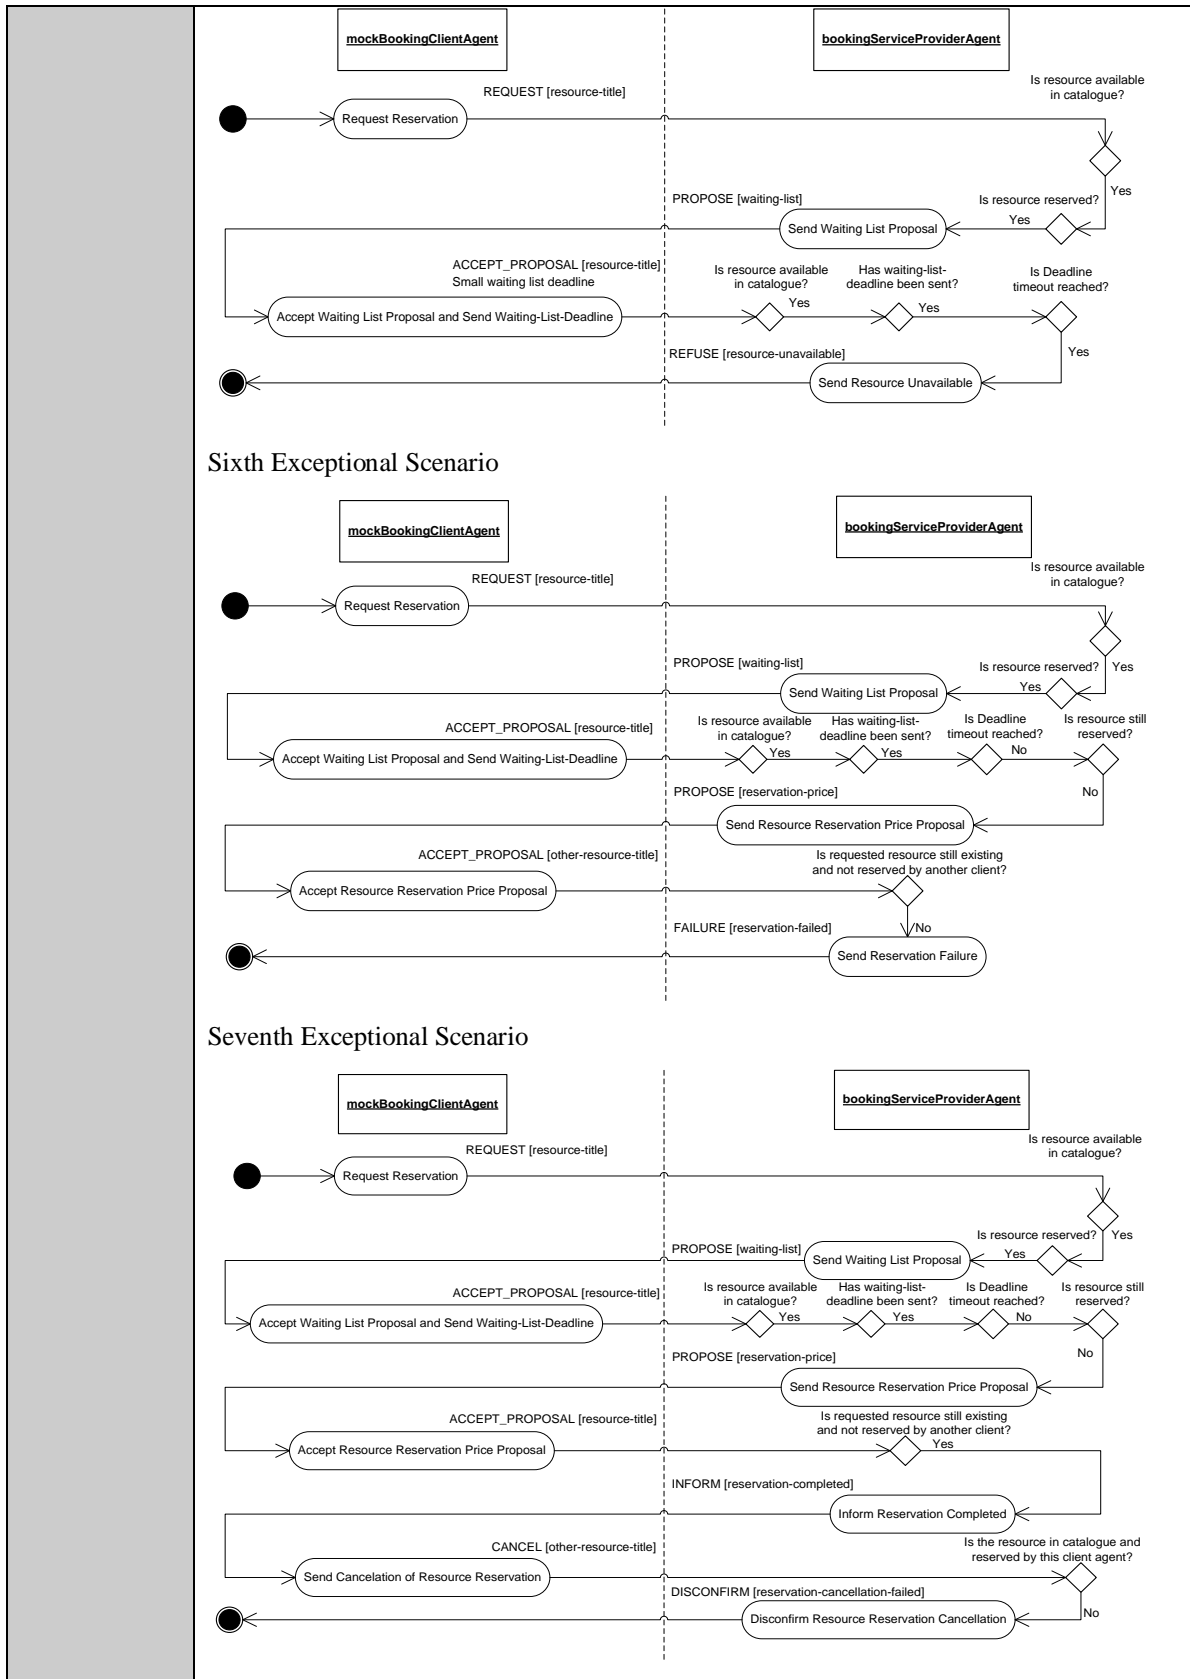 mockBookingClientAgent
bookingServiceProviderAgent
REQUEST [resource-title]
Is resource available
in catalogue?
Request Reservation
Yes
PROPOSE [waiting-list]
Is resource reserved?
Yes
Send Waiting List Proposal
ACCEPT_PROPOSAL [resource-title]
Small waiting list deadline
Is resource available
in catalogue?
Has waiting-list-
deadline been sent?
Is Deadline
timeout reached?
Yes
Yes
Accept Waiting List Proposal and Send Waiting-List-Deadline
Yes
REFUSE [resource-unavailable]
Send Resource Unavailable
Sixth Exceptional Scenario
mockBookingClientAgent
bookingServiceProviderAgent
REQUEST [resource-title]
Is resource available
in catalogue?
Request Reservation
PROPOSE [waiting-list]
Is resource reserved?
Yes
Yes
Send Waiting List Proposal
ACCEPT_PROPOSAL [resource-title]
Is resource available
in catalogue?
Has waiting-list-
deadline been sent?
Is Deadline
timeout reached?
Is resource still
reserved?
Yes
Yes
No
Accept Waiting List Proposal and Send Waiting-List-Deadline
PROPOSE [reservation-price]
No
Send Resource Reservation Price Proposal
ACCEPT_PROPOSAL [other-resource-title]
Is requested resource still existing
and not reserved by another client?
Accept Resource Reservation Price Proposal
FAILURE [reservation-failed]
No
Send Reservation Failure
Seventh Exceptional Scenario
mockBookingClientAgent
bookingServiceProviderAgent
REQUEST [resource-title]
Is resource available
in catalogue?
Request Reservation
PROPOSE [waiting-list]
Is resource reserved?
Yes
Yes
Send Waiting List Proposal
ACCEPT_PROPOSAL [resource-title]
Is resource available
in catalogue?
Has waiting-list-
deadline been sent?
Is Deadline
timeout reached?
Is resource still
reserved?
Yes
Yes
No
Accept Waiting List Proposal and Send Waiting-List-Deadline
PROPOSE [reservation-price]
No
Send Resource Reservation Price Proposal
ACCEPT_PROPOSAL [resource-title]
Is requested resource still existing
and not reserved by another client?
Yes
Accept Resource Reservation Price Proposal
INFORM [reservation-completed]
Inform Reservation Completed
CANCEL [other-resource-title]
Is the resource in catalogue and
reserved by this client agent?
Send Cancelation of Resource Reservation
DISCONFIRM [reservation-cancellation-failed]
No
Disconfirm Resource Reservation Cancellation